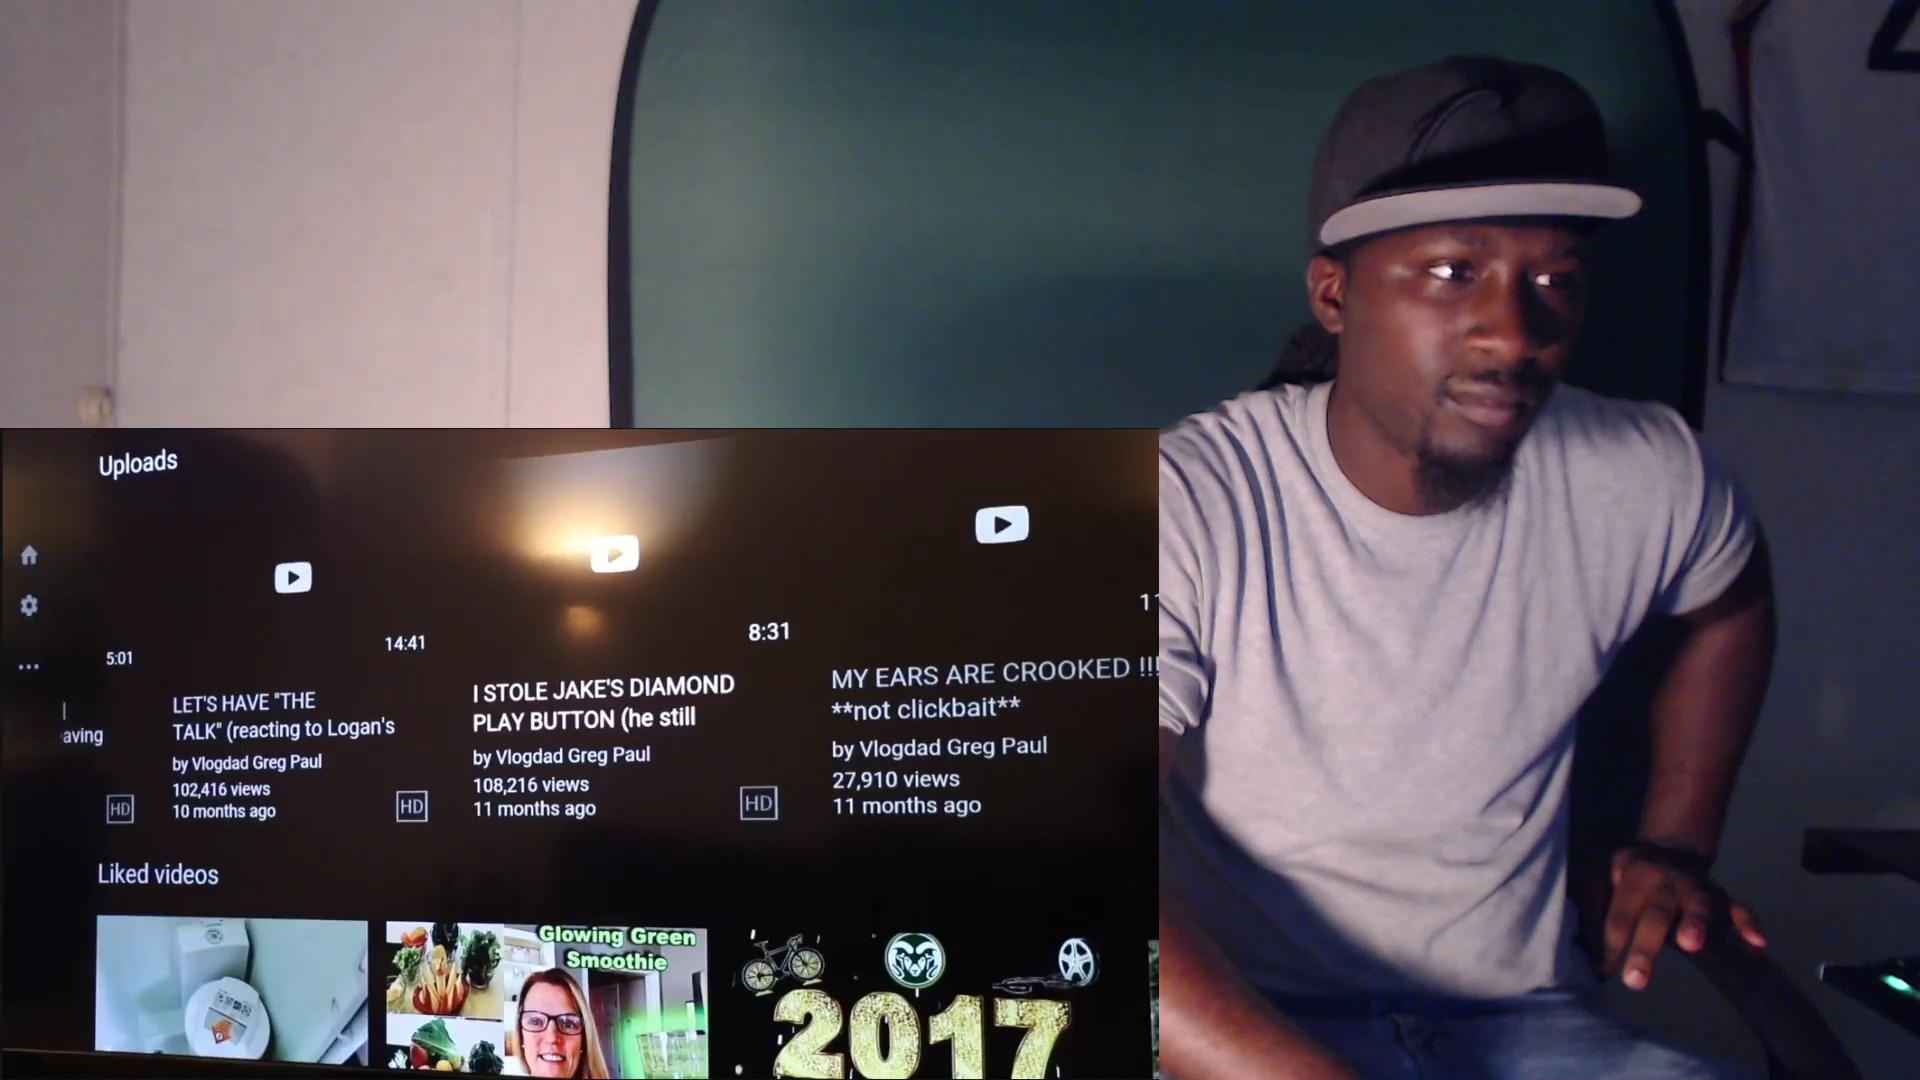 Uploads
5:01
14:41
8:31
11
aving
LET'S HAVE "THE
TALK" (reacting to Logan's
by Vlogdad Greg Paul
102,416 views
10 months ago
HD
HD
I STOLE JAKE'S DIAMOND
PLAY BUTTON (he still
by Vlogdad Greg Paul
108,216 views
11 months ago
HD
MY EARS ARE CROOKED !!!
**not clickbait**
by Vlogdad Greg Paul
27,910 views
11 months ago
Liked videos
Glowing Green
Smoothie
2017